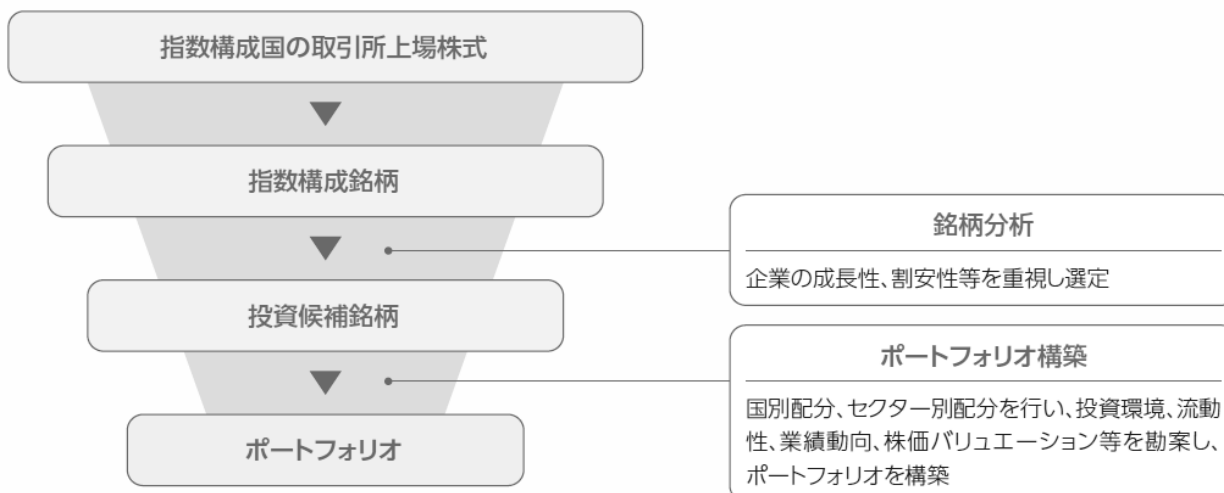 指数構成国の取引所上場株式
指数構成銘柄
銘柄分析
企業の成長性、割安性等を重視し選定
投資候補銘柄
ポートフォリオ構築
国別配分、セクター別配分を行い、投資環境、流動
性、業績動向、株価バリュエーション等を勘案し、
ポートフォリオを構築
ポートフォリオ